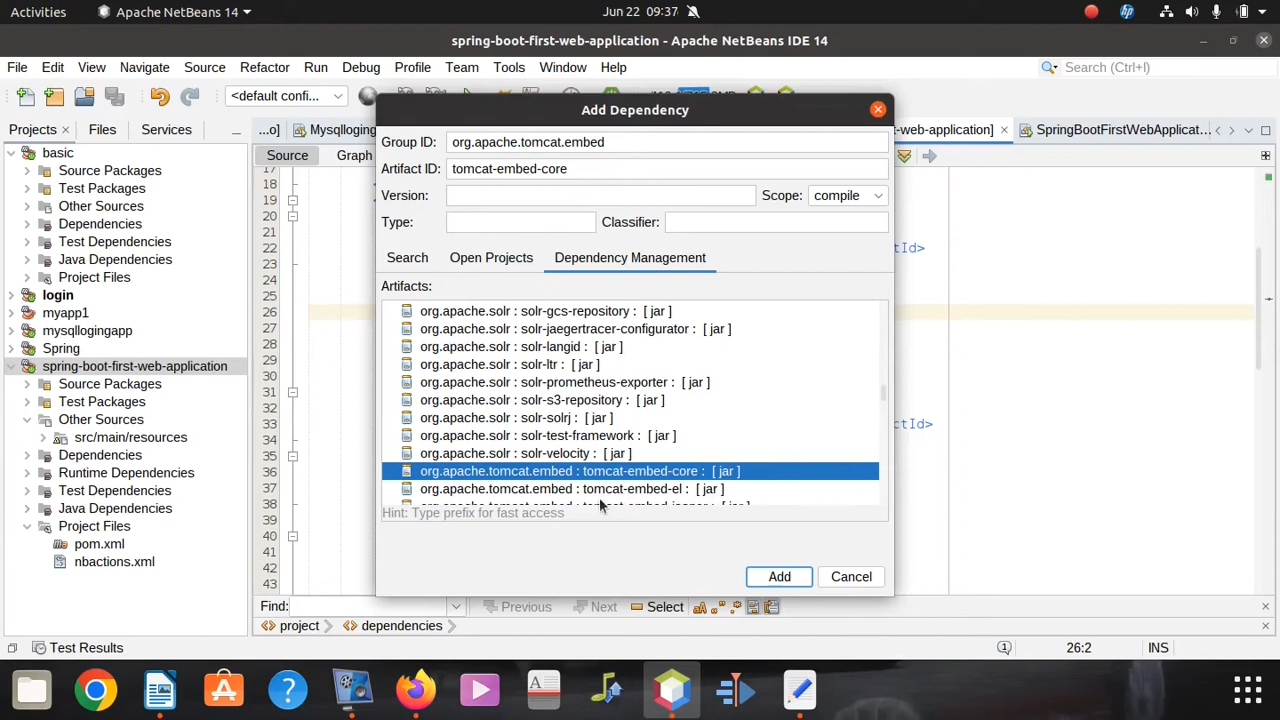 Activities
Apache NetBeans 14
Jun 22 09:37
spring-boot-first-web-application - Apache NetBeans IDE 14
File Edit View Navigate Source Refactor Run Debug Profile Team Tools Window Help
Search (Ctrl+I)
<default confi...
Projects
Files
Services
...o]
Mysqlloging
-web-application]
SpringBootFirstWebApplicat...
Source
Graph
basic
Source Packages
Test Packages
Other Sources
Dependencies
Test Dependencies
Java Dependencies
Project Files
login
myapp1
mysqllogingapp
Spring
spring-boot-first-web-application
Source Packages
Test Packages
Other Sources
src/main/resources
Dependencies
Runtime Dependencies
Test Dependencies
Java Dependencies
Project Files
pom.xml
nbactions.xml
17
18
19
20
21
22
23
24
25
26
27
28
29
30
31
32
33
34
35
36
37
38
39
40
41
42
43
ctId>
ctId>
Add Dependency
Group ID: org.apache.tomcat.embed
Artifact ID: tomcat-embed-core
Version:
Scope: compile
Type:
Classifier:
Search
Open Projects
Dependency Management
Artifacts:
org.apache.solr : solr-gcs-repository : [ jar ]
org.apache.solr : solr-jaegertracer-configurator : [ jar ]
org.apache.solr : solr-langid : [ jar ]
org.apache.solr : solr-ltr : [ jar ]
org.apache.solr : solr-prometheus-exporter : [ jar ]
org.apache.solr : solr-s3-repository : [ jar ]
org.apache.solr : solr-solrj : [ jar ]
org.apache.solr : solr-test-framework : [ jar ]
org.apache.solr : solr-velocity : [ jar ]
org.apache.tomcat.embed : tomcat-embed-core : [ jar ]
org.apache.tomcat.embed : tomcat-embed-el : [ jar ]
Hint: Type prefix for fast access
Add
Cancel
Find:
Previous
Next
Select
project
dependencies
Test Results
26:2
INS